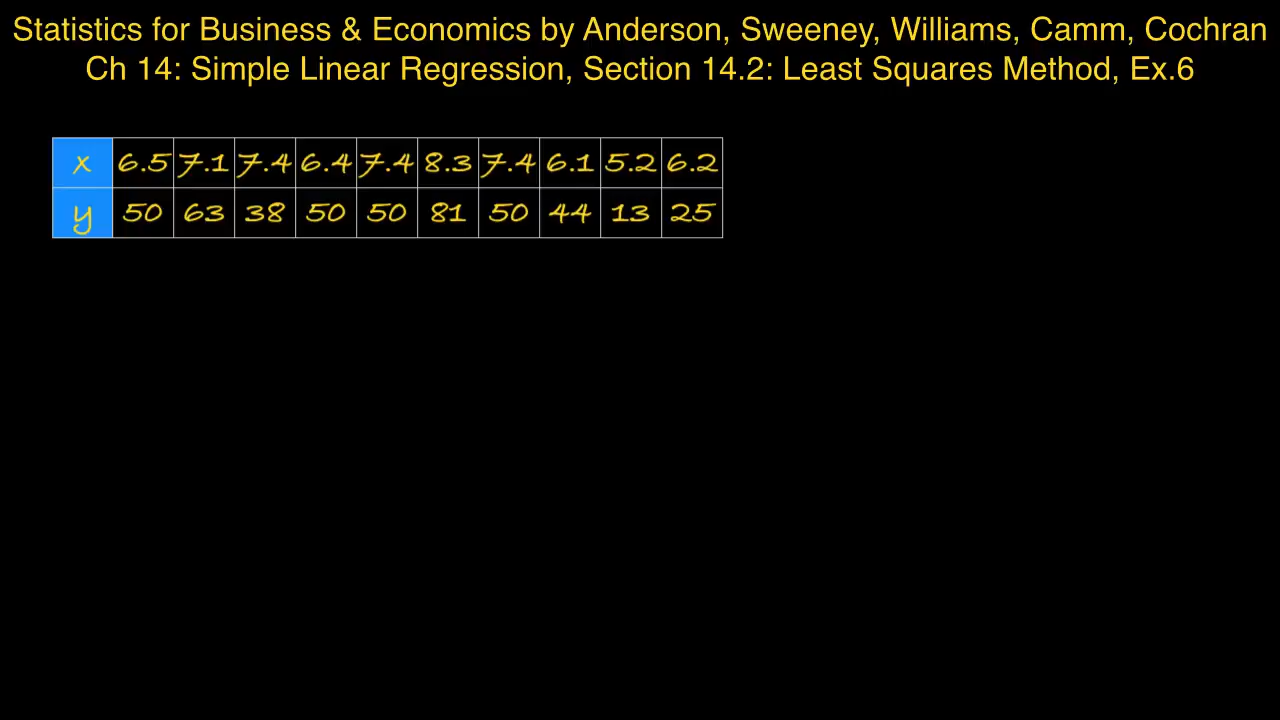 Statistics for Business & Economics by Anderson, Sweeney, Williams, Camm, Cochran
Ch 14: Simple Linear Regression, Section 14.2: Least Squares Method, Ex.6
x 6.5 7.1 7.4 6.4 7.4 8.3 7.4 6.1 5.2 6.2
y 50 63 38 50 50 81 50 44 13 25